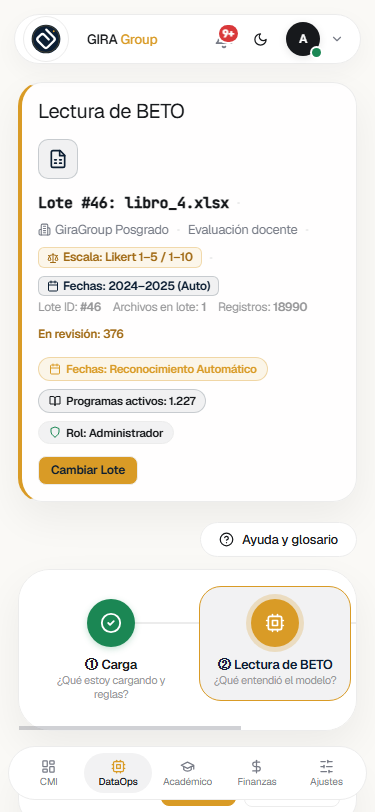 GIRA Group
9+
A
Lectura de BETO
Lote #46: libro_4.xlsx ·
GiraGroup Posgrado · Evaluación docente ·
Escala: Likert 1–5 / 1–10 ·
Fechas: 2024–2025 (Auto)
Lote ID: #46 Archivos en lote: 1 Registros: 18990
En revisión: 376
Fechas: Reconocimiento Automático
Programas activos: 1.227
Rol: Administrador
Cambiar Lote
Ayuda y glosario
① Carga
¿Qué estoy cargando y
reglas?
② Lectura de BETO
¿Qué entendió el modelo?
CMI
DataOps
Académico
Finanzas
Ajustes